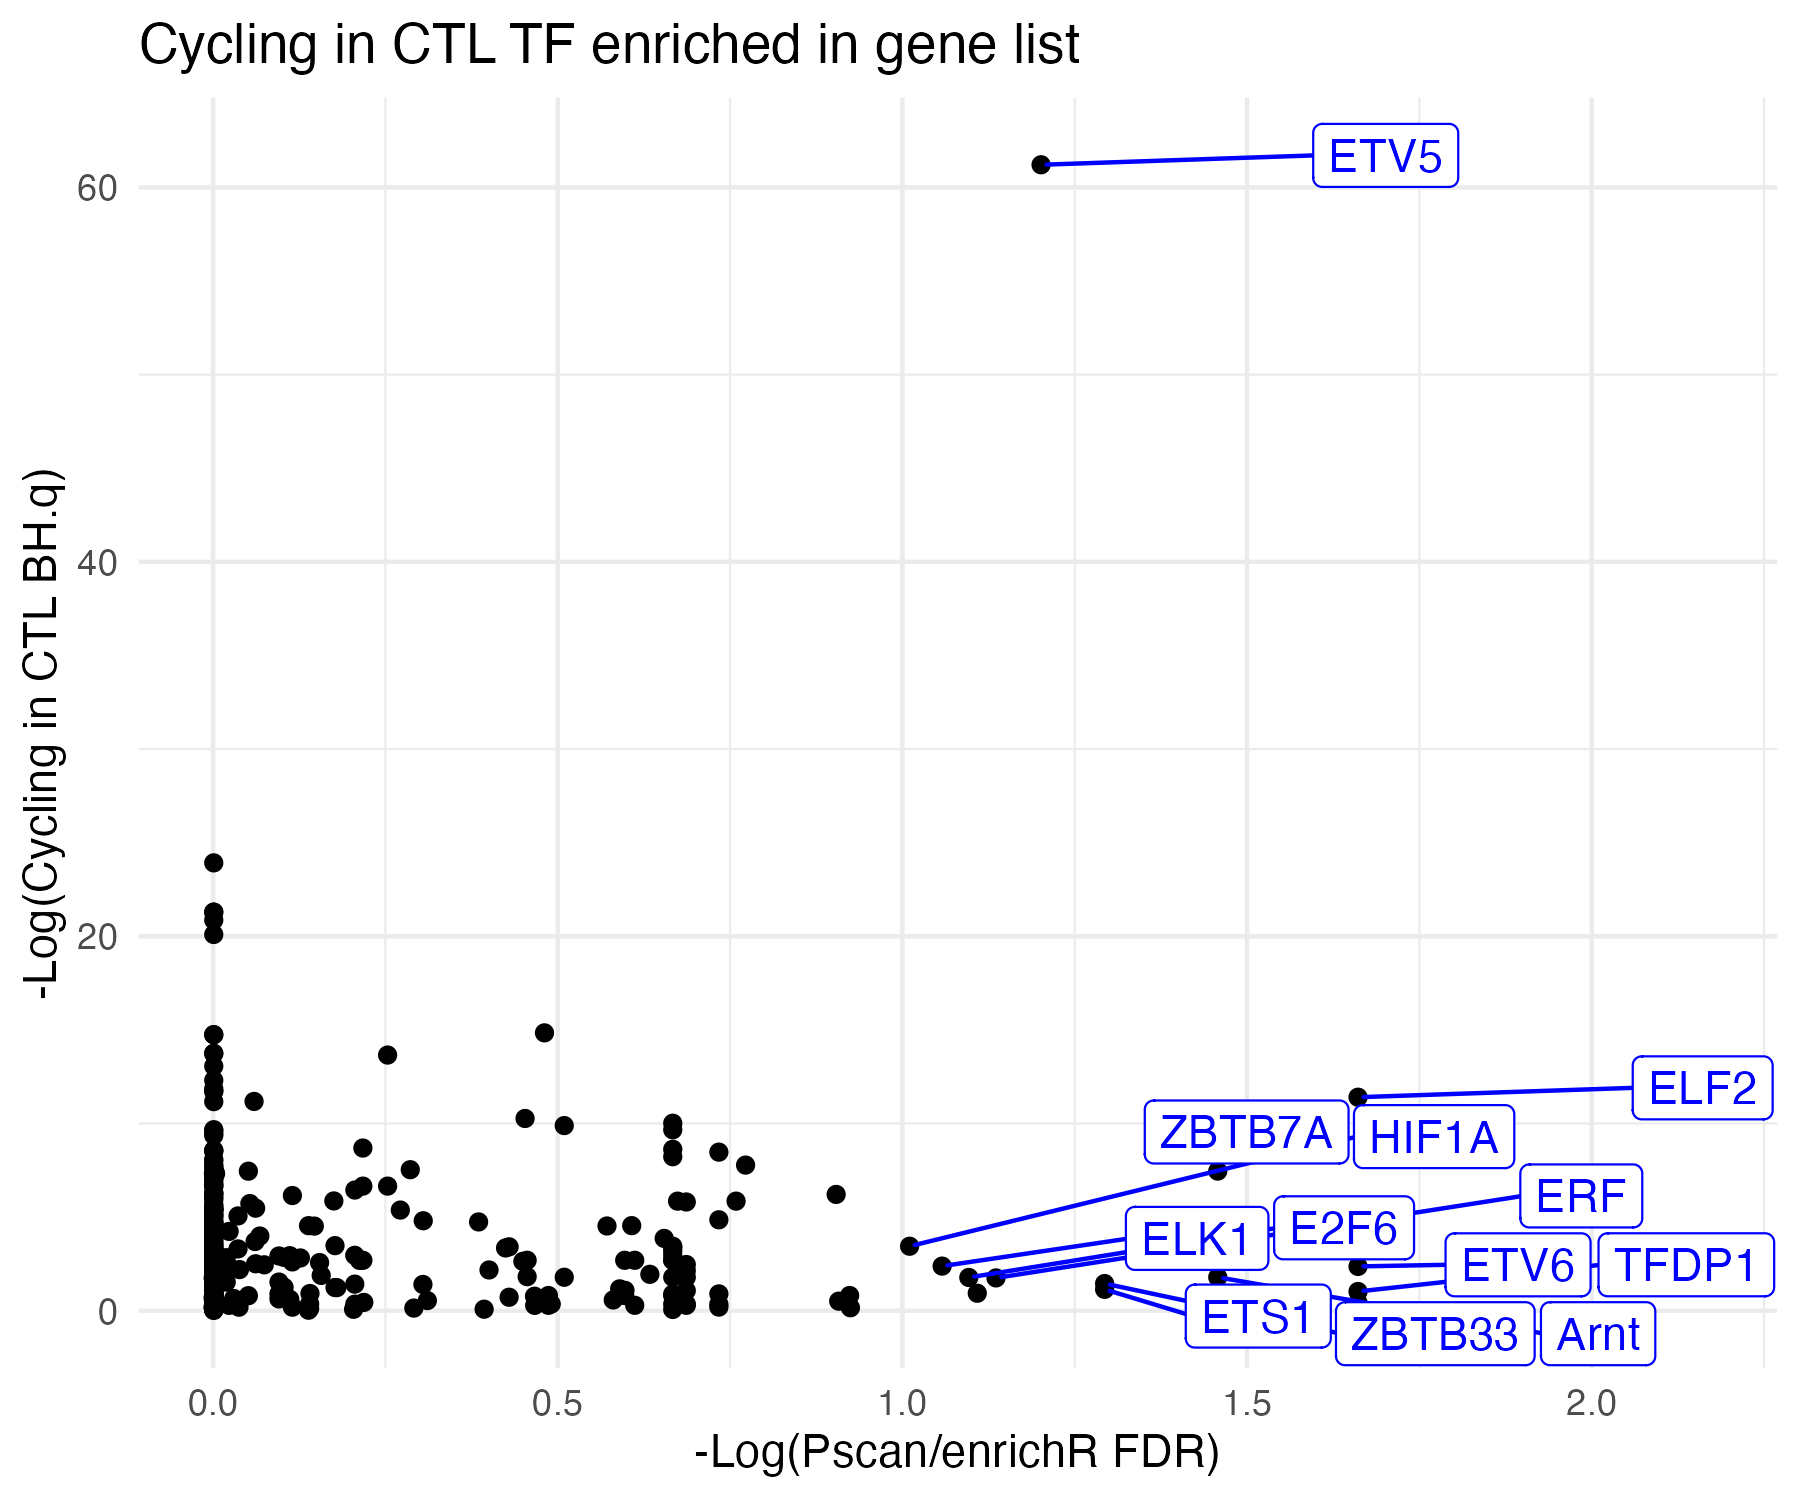 Cycling in CTL TF enriched in gene list
-Log(Cycling in CTL BH.q)
60
40
20
0
ETV5
ELF2
ZBTB7A
HIF1A
ERF
E2F6
ELK1
ETV6
TFDP1
ETS1
ZBTB33
Arnt
0.0
0.5
1.0
1.5
2.0
-Log(Pscan/enrichR FDR)